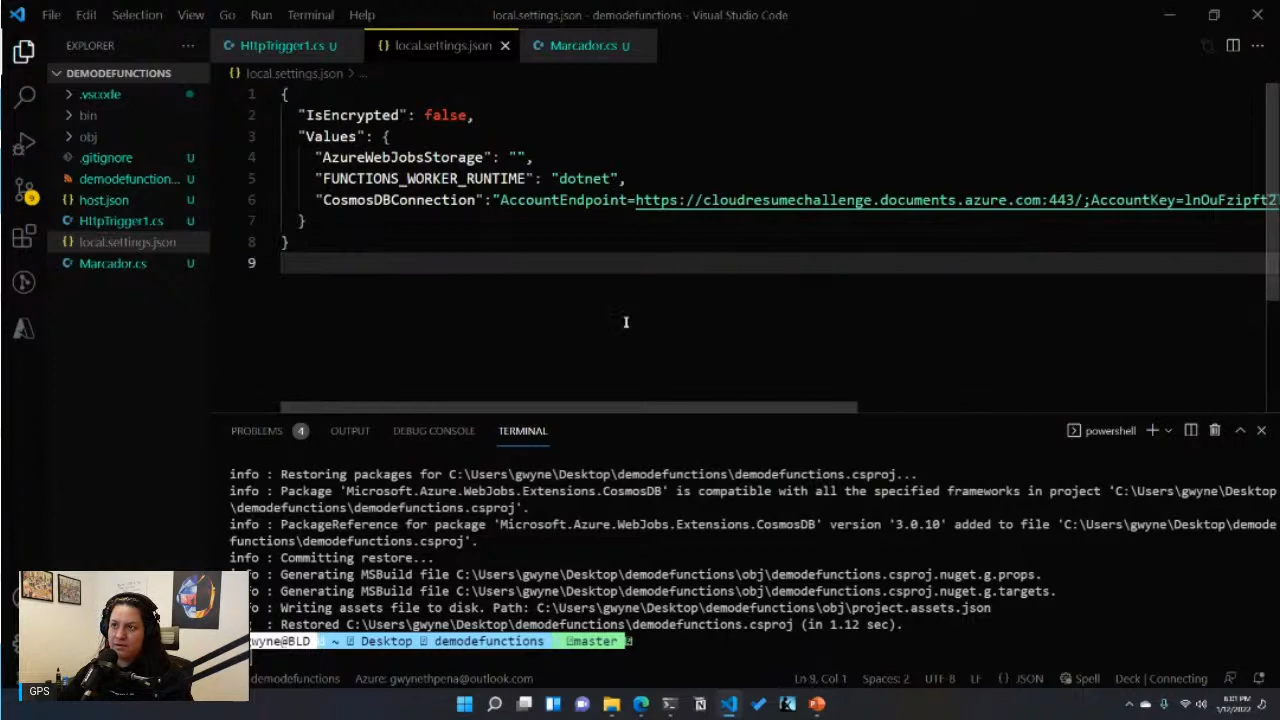 File Edit Selection View Go Run Terminal Help
local.settings.json - demodefunctions - Visual Studio Code
EXPLORER
HttpTrigger1.cs U
local.settings.json
Marcador.cs U
DEMODEFUNCTIONS
.vscode
bin
obj
.gitignore U
demodefunction... U
host.json U
HttpTrigger1.cs U
local.settings.json
Marcador.cs U
9
local.settings.json > ...
1 {
2 "IsEncrypted": false,
3 "Values": {
4 "AzureWebJobsStorage": "",
5 "FUNCTIONS_WORKER_RUNTIME": "dotnet",
6 "CosmosDBConnection":"AccountEndpoint=https://cloudresumechallenge.documents.azure.com:443/;AccountKey=lnOuFzipft2
7 }
8 }
9
PROBLEMS 4 OUTPUT DEBUG CONSOLE TERMINAL
powershell
info : Restoring packages for C:\Users\gwyne\Desktop\demodefunctions\demodefunctions.csproj...
info : Package 'Microsoft.Azure.WebJobs.Extensions.CosmosDB' is compatible with all the specified frameworks in project 'C:\Users\gwyne\Desktop
\demodefunctions\demodefunctions.csproj'.
info : PackageReference for package 'Microsoft.Azure.WebJobs.Extensions.CosmosDB' version '3.0.10' added to file 'C:\Users\gwyne\Desktop\demode
functions\demodefunctions.csproj'.
info : Committing restore...
info : Generating MSBuild file C:\Users\gwyne\Desktop\demodefunctions\obj\demodefunctions.csproj.nuget.g.props.
: Generating MSBuild file C:\Users\gwyne\Desktop\demodefunctions\obj\demodefunctions.csproj.nuget.g.targets.
: Writing assets file to disk. Path: C:\Users\gwyne\Desktop\demodefunctions\obj\project.assets.json
: Restored C:\Users\gwyne\Desktop\demodefunctions\demodefunctions.csproj (in 1.12 sec).
wyne@BLD ~ Desktop demodefunctions master
GPS
demodefunctions Azure: gwynethpena@outlook.com
Ln 9, Col 1 Spaces: 2 UTF-8 LF {} JSON Spell Deck | Connecting
1/12/2022